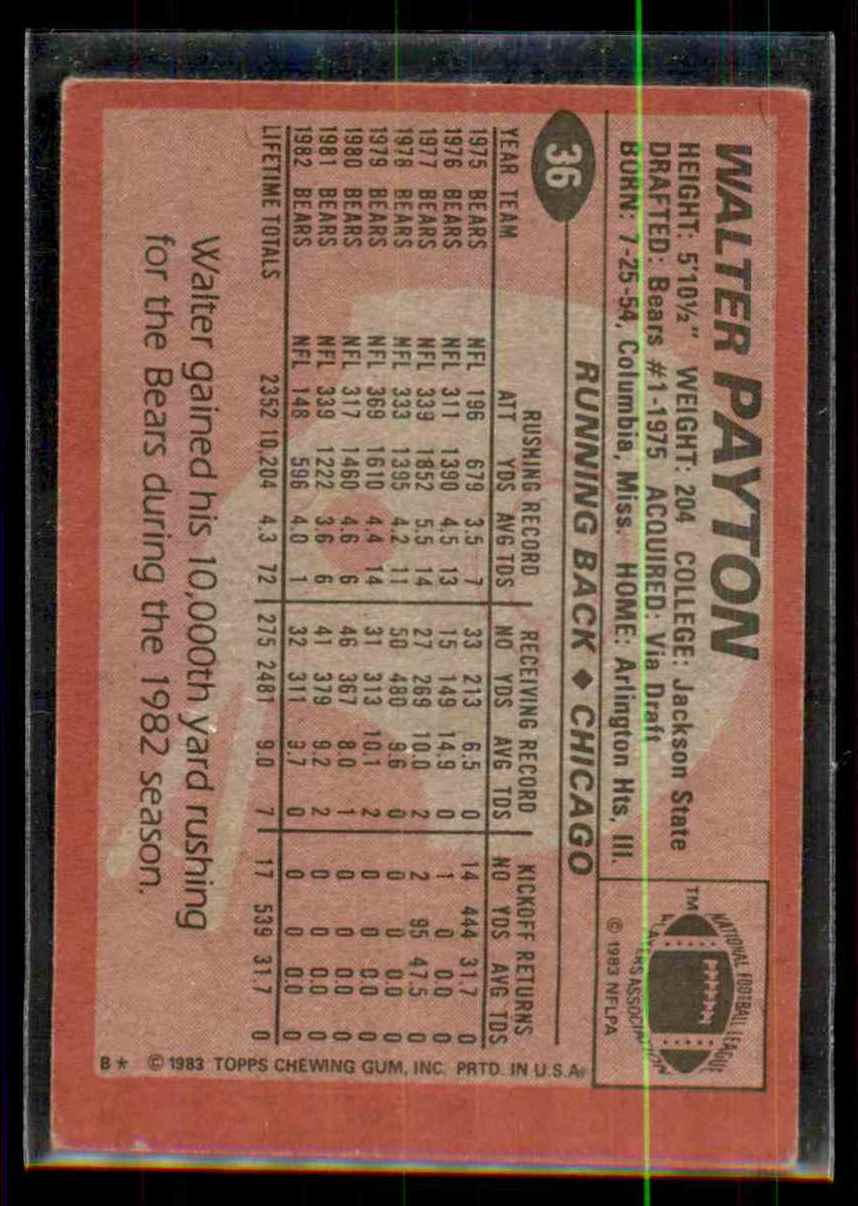 WALTER PAYTON
HEIGHT: 5'10½" WEIGHT: 204 COLLEGE: Jackson State
DRAFTED: Bears #1-1975 ACQUIRED: Via Draft
BORN: 7-25-54, Columbia, Miss. HOME: Arlington Hts, Ill.
NATIONAL FOOTBALL LEAGUE
PLAYERS ASSOCIATION
TM
© 1983 NFLPA
36
RUNNING BACK ♦ CHICAGO
RUSHING RECORD RECEIVING RECORD KICKOFF RETURNS
YEAR TEAM ATT YDS AVG TDS NO YDS AVG TDS NO YDS AVG TDS
1975 BEARS NFL 196 679 3.5 7 33 213 6.5 0 14 444 31.7 0
1976 BEARS NFL 311 1390 4.5 13 15 149 14.9 0 1 0 0.0 0
1977 BEARS NFL 339 1852 5.5 14 27 269 10.0 2 2 95 47.5 0
1978 BEARS NFL 333 1395 4.2 11 50 480 9.6 0 0 0 0.0 0
1979 BEARS NFL 369 1610 4.4 14 31 313 10.1 2 0 0 0.0 0
1980 BEARS NFL 317 1460 4.6 6 46 367 8.0 1 0 0 0.0 0
1981 BEARS NFL 339 1222 3.6 6 41 379 9.2 2 0 0 0.0 0
1982 BEARS NFL 148 596 4.0 1 32 311 9.7 0 0 0 0.0 0
LIFETIME TOTALS 2352 10,204 4.3 72 275 2481 9.0 7 17 539 31.7 0
Walter gained his 10,000th yard rushing
for the Bears during the 1982 season.
B* © 1983 TOPPS CHEWING GUM, INC. PRTD. IN U.S.A.